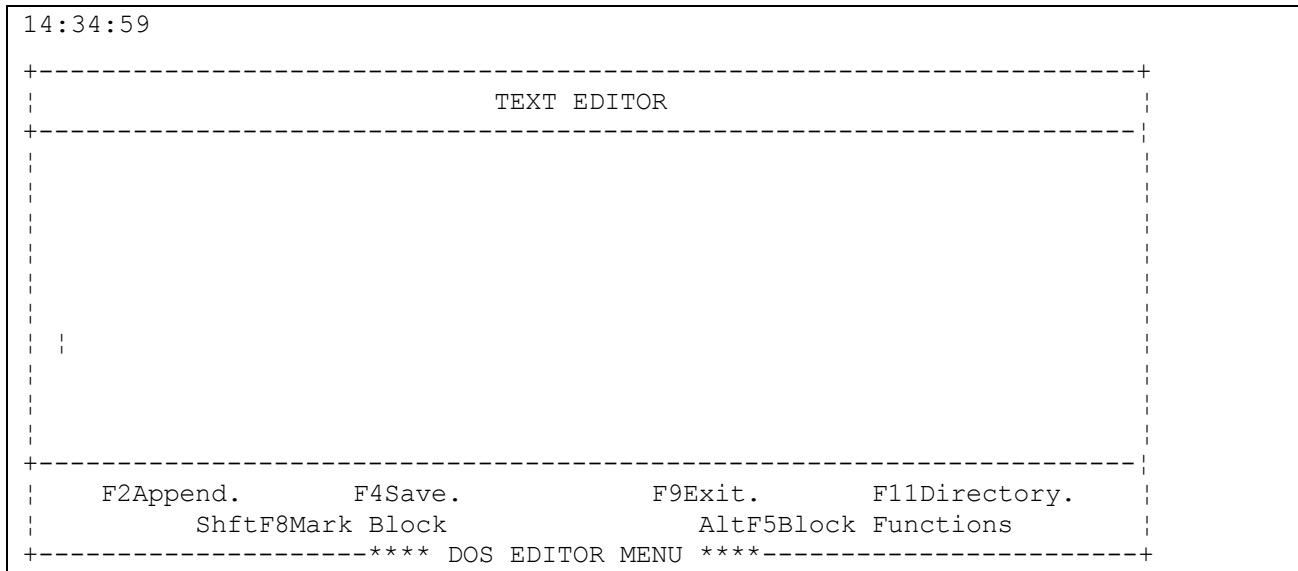 14:34:59
+----------------------------------------------------------------------+
¦                             TEXT EDITOR                              ¦
+----------------------------------------------------------------------¦
¦                                                                      ¦
¦                                                                      ¦
¦                                                                      ¦
¦                                                                      ¦
¦                                                                      ¦
¦                                                                      ¦
¦ ¦                                                                    ¦
¦                                                                      ¦
¦                                                                      ¦
¦                                                                      ¦
+----------------------------------------------------------------------¦
¦    F2Append.       F4Save.            F9Exit.       F11Directory.    ¦
¦          ShftF8Mark Block                AltF5Block Functions        ¦
+---------------------**** DOS EDITOR MENU ****------------------------+